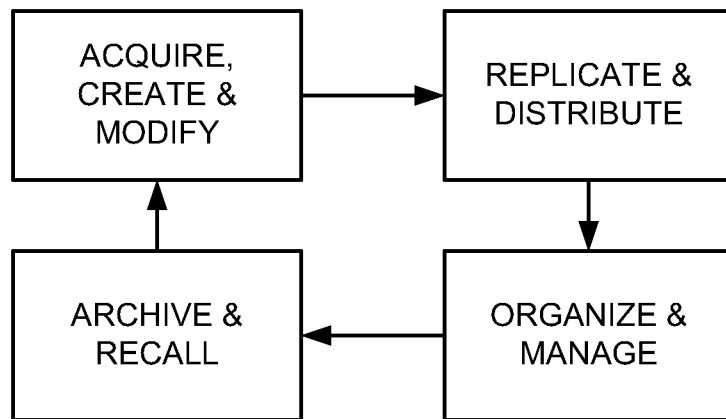 ACQUIRE,
CREATE &
MODIFY
REPLICATE &
DISTRIBUTE
ARCHIVE &
RECALL
ORGANIZE &
MANAGE